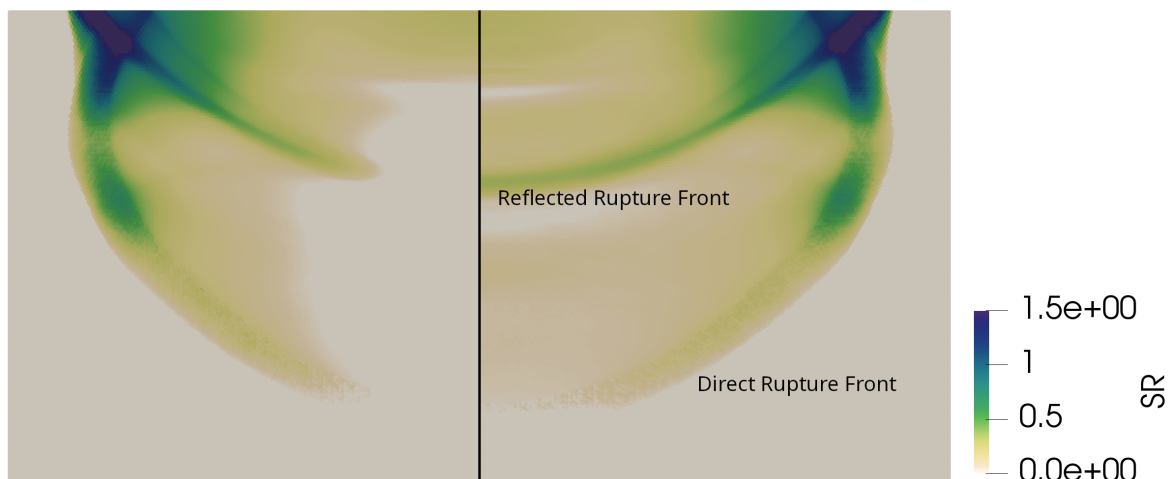 Reflected Rupture Front
Direct Rupture Front
1.5e+00
1
0.5
0.0e+00
SR